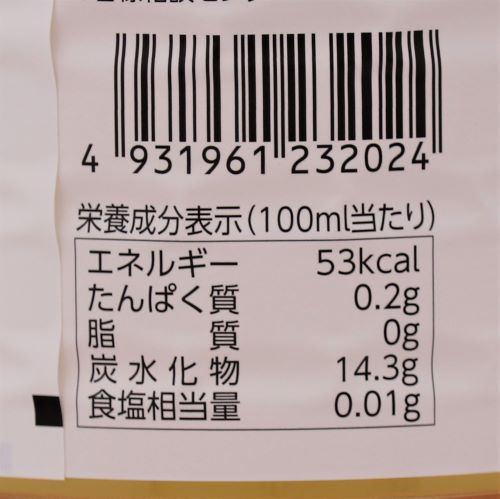 4 931961 232024
栄養成分表示(100ml当たり)
エネルギー 53kcal
たんぱく質 0.2g
脂質 0g
炭水化物 14.3g
食塩相当量 0.01g